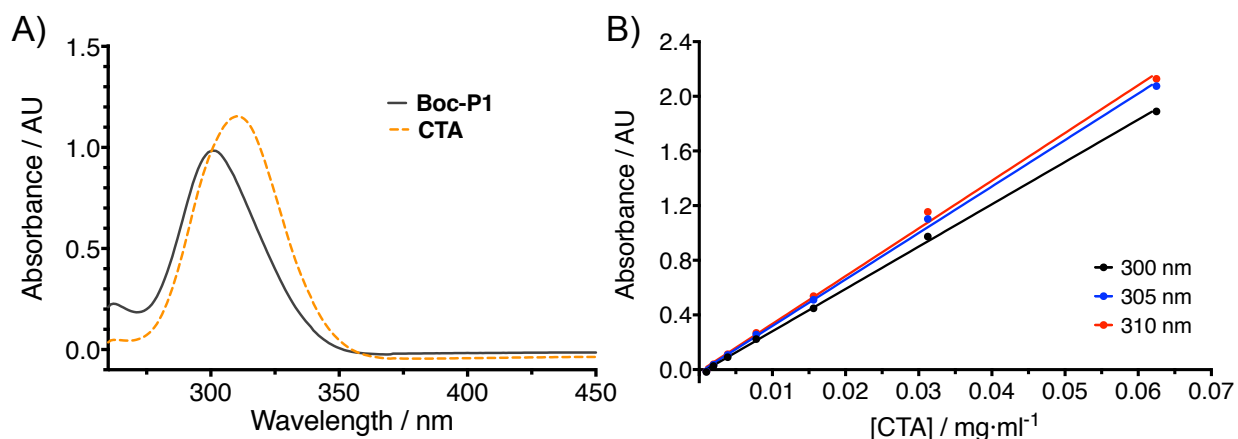 A)
1.5
1.0
0.5
0.0
Absorbance / AU
Boc-P1
CTA
300
350
400
450
Wavelength / nm
B)
2.4
2.0
1.6
1.2
0.8
0.4
0.0
Absorbance / AU
300 nm
305 nm
310 nm
0.01
0.02
0.03
0.04
0.05
0.06
0.07
[CTA] / mg·ml⁻¹